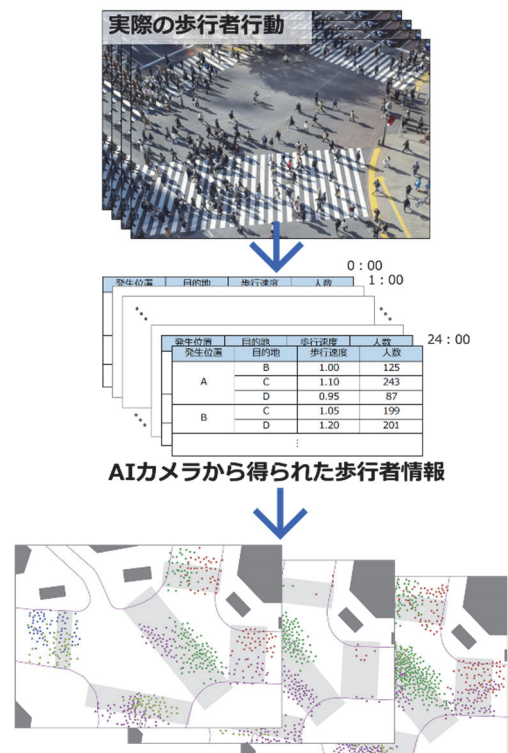 実際の歩行者行動
0：00
1：00
発生位置 目的地 歩行速度 人数
24：00
発生位置 目的地 歩行速度 人数
発生位置 目的地 歩行速度 人数
A B 1.00 125
C 1.10 243
D 0.95 87
B C 1.05 199
D 1.20 201
⋮
AIカメラから得られた歩行者情報